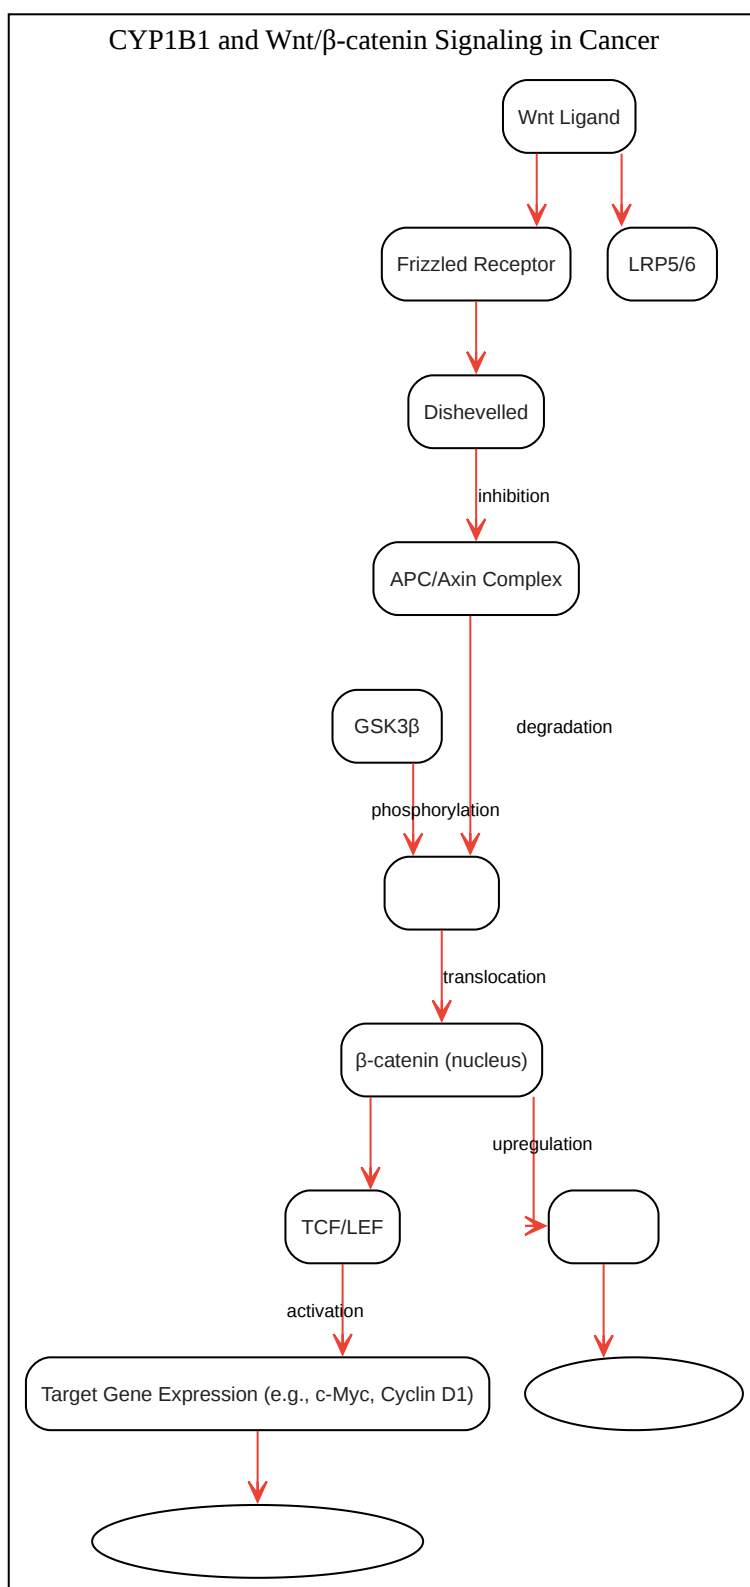 CYP1B1 and Wnt/β-catenin Signaling in Cancer
Wnt Ligand
Frizzled Receptor
LRP5/6
Dishevelled
inhibition
APC/Axin Complex
GSK3β
degradation
phosphorylation
translocation
β-catenin (nucleus)
upregulation
TCF/LEF
activation
Target Gene Expression (e.g., c-Myc, Cyclin D1)